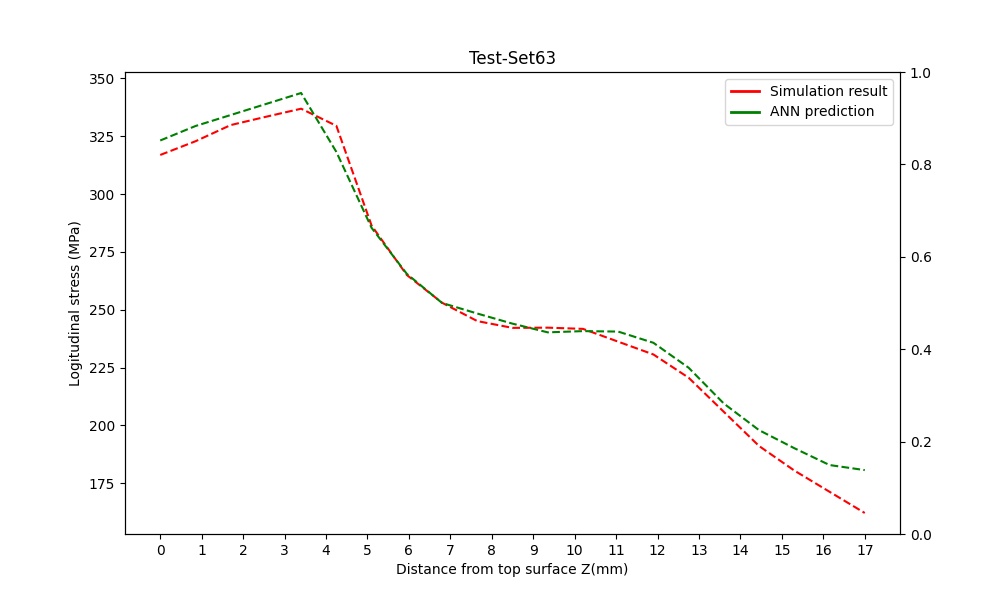 Test-Set63
Simulation result
ANN prediction
350
325
300
275
250
225
200
175
1.0
0.8
0.6
0.4
0.2
0.0
Logitudinal stress (MPa)
0 1 2 3 4 5 6 7 8 9 10 11 12 13 14 15 16 17
Distance from top surface Z(mm)